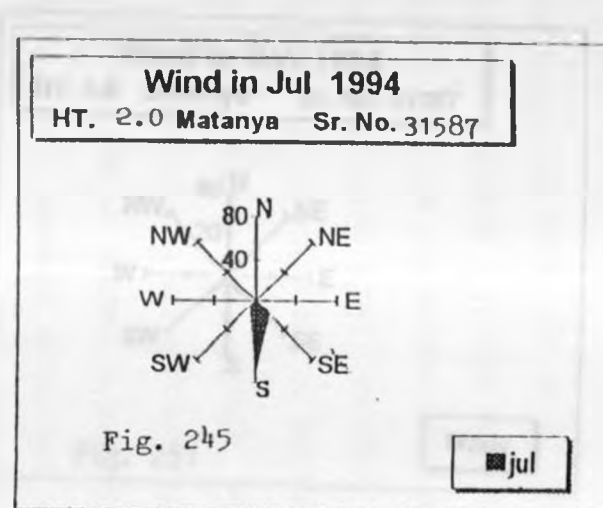 Wind in Jul 1994
HT. 2.0 Matanya Sr. No. 31587
80 N
NW NE
40
W E
SW SE
S
Fig. 245
jul